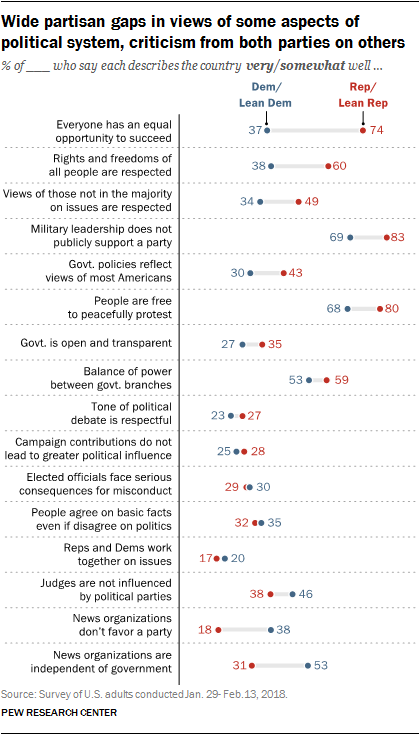 Wide partisan gaps in views of some aspects of
political system, criticism from both parties on others
% of ____ who say each describes the country very/somewhat well ...
Dem/
Lean Dem
Rep/
Lean Rep
Everyone has an equal
opportunity to succeed
37 74
Rights and freedoms of
all people are respected
38 60
Views of those not in the majority
on issues are respected
34 49
Military leadership does not
publicly support a party
69 83
Govt. policies reflect
views of most Americans
30 43
People are free
to peacefully protest
68 80
Govt. is open and transparent
27 35
Balance of power
between govt. branches
53 59
Tone of political
debate is respectful
23 27
Campaign contributions do not
lead to greater political influence
25 28
Elected officials face serious
consequences for misconduct
29 30
People agree on basic facts
even if disagree on politics
32 35
Reps and Dems work
together on issues
17 20
Judges are not influenced
by political parties
38 46
News organizations
don't favor a party
18 38
News organizations are
independent of government
31 53
Source: Survey of U.S. adults conducted Jan. 29- Feb. 13, 2018.
PEW RESEARCH CENTER